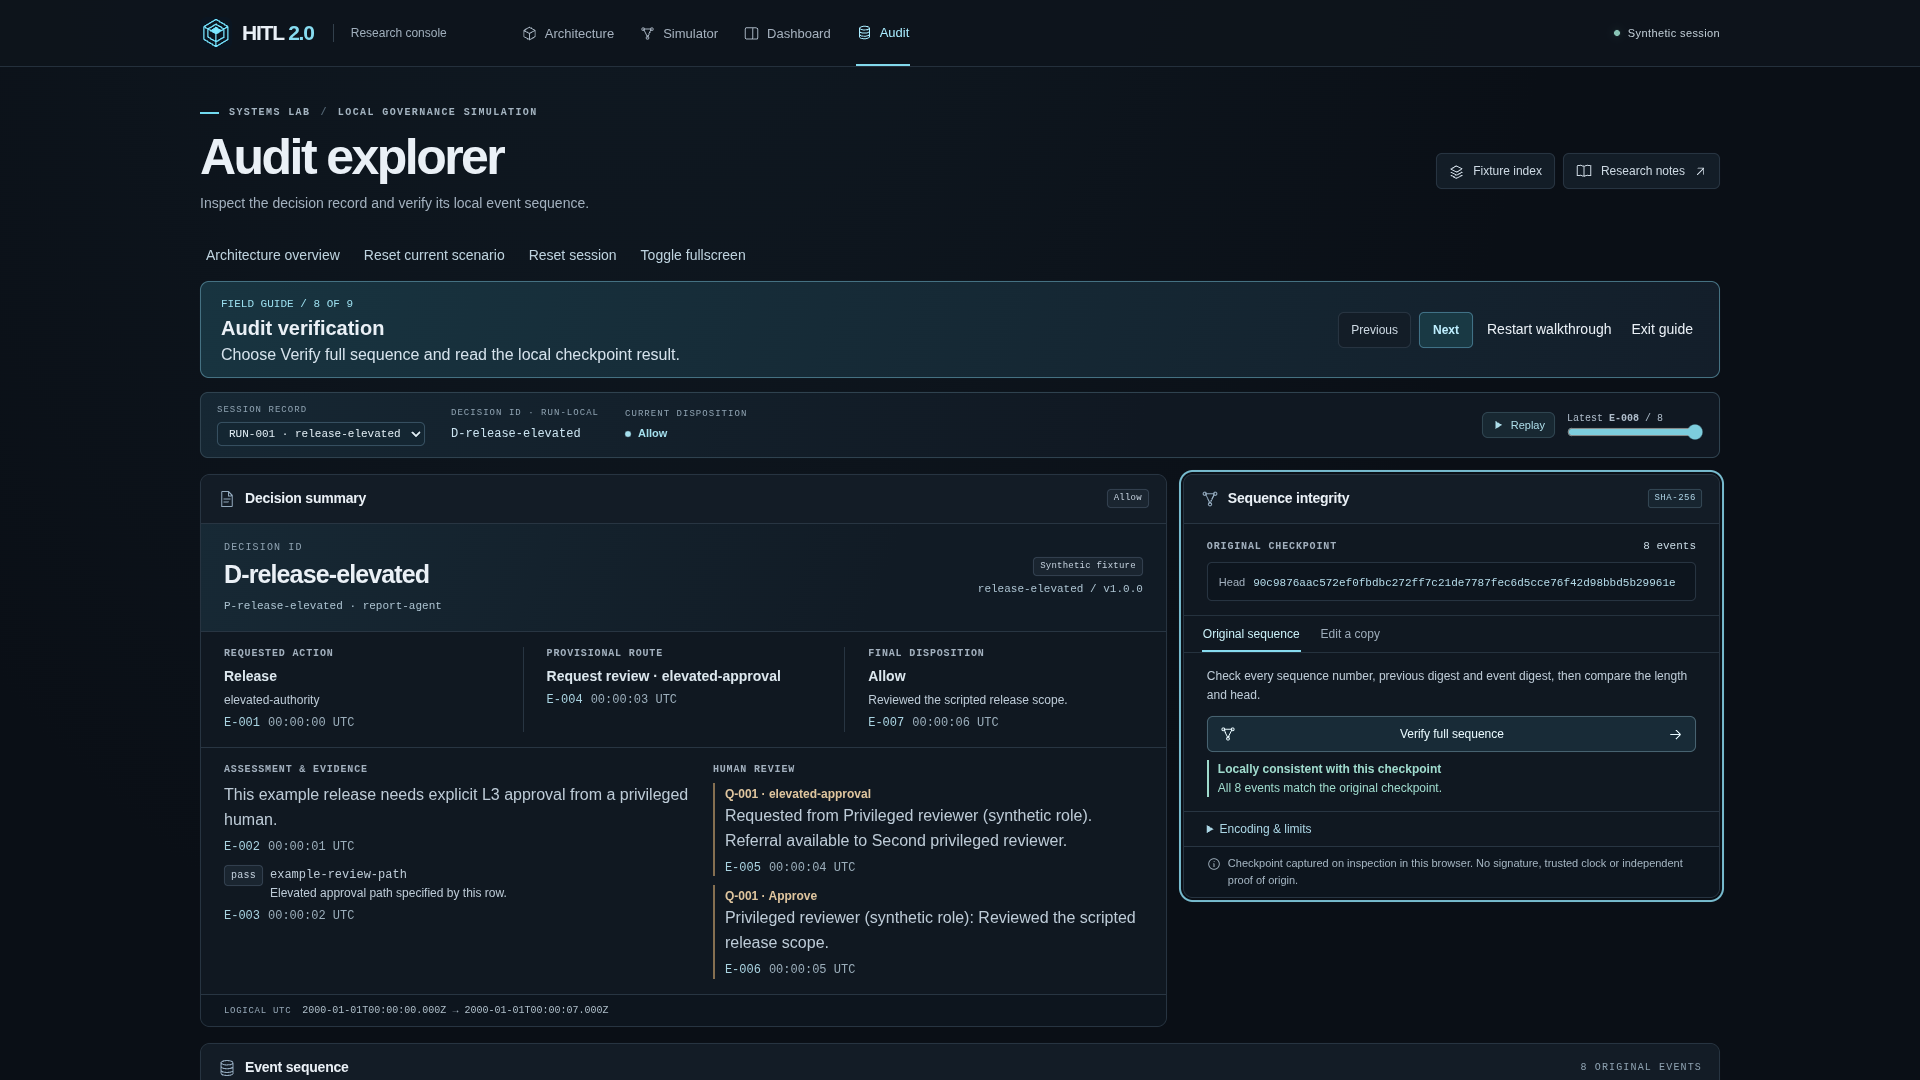 HITL 2.0
Research console
Architecture
Simulator
Dashboard
Audit
Synthetic session
SYSTEMS LAB / LOCAL GOVERNANCE SIMULATION
Audit explorer
Inspect the decision record and verify its local event sequence.
Fixture index
Research notes
Architecture overview
Reset current scenario
Reset session
Toggle fullscreen
FIELD GUIDE / 8 OF 9
Audit verification
Choose Verify full sequence and read the local checkpoint result.
Previous
Next
Restart walkthrough
Exit guide
SESSION RECORD
RUN-001 · release-elevated
DECISION ID · RUN-LOCAL
D-release-elevated
CURRENT DISPOSITION
Allow
Replay
Latest E-008 / 8
Decision summary
Allow
DECISION ID
D-release-elevated
P-release-elevated · report-agent
Synthetic fixture
release-elevated / v1.0.0
REQUESTED ACTION
Release
elevated-authority
E-001 00:00:00 UTC
PROVISIONAL ROUTE
Request review · elevated-approval
E-004 00:00:03 UTC
FINAL DISPOSITION
Allow
Reviewed the scripted release scope.
E-007 00:00:06 UTC
ASSESSMENT & EVIDENCE
This example release needs explicit L3 approval from a privileged
human.
E-002 00:00:01 UTC
pass example-review-path
Elevated approval path specified by this row.
E-003 00:00:02 UTC
HUMAN REVIEW
Q-001 · elevated-approval
Requested from Privileged reviewer (synthetic role).
Referral available to Second privileged reviewer.
E-005 00:00:04 UTC
Q-001 · Approve
Privileged reviewer (synthetic role): Reviewed the scripted
release scope.
E-006 00:00:05 UTC
LOGICAL UTC 2000-01-01T00:00:00.000Z → 2000-01-01T00:00:07.000Z
Sequence integrity
SHA-256
ORIGINAL CHECKPOINT
8 events
Head 90c9876aac572ef0fbdbc272ff7c21de7787fec6d5cce76f42d98bbd5b29961e
Original sequence
Edit a copy
Check every sequence number, previous digest and event digest, then compare the length
and head.
Verify full sequence
Locally consistent with this checkpoint
All 8 events match the original checkpoint.
Encoding & limits
Checkpoint captured on inspection in this browser. No signature, trusted clock or independent
proof of origin.
Event sequence
8 ORIGINAL EVENTS